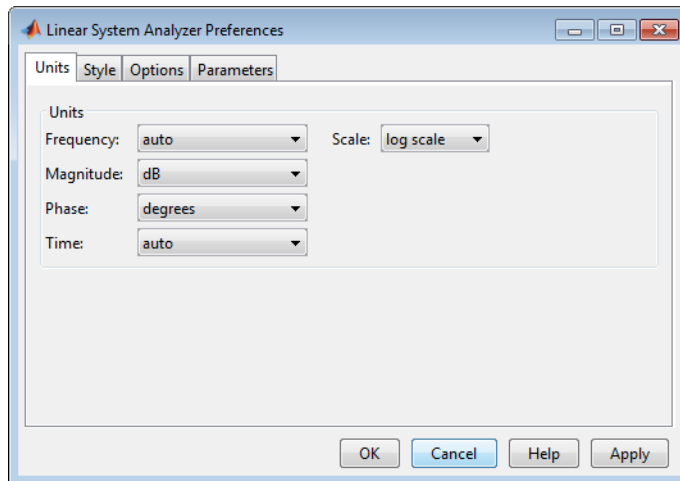 Linear System Analyzer Preferences
Units Style Options Parameters
Units
Frequency: auto Scale: log scale
Magnitude: dB
Phase: degrees
Time: auto
OK Cancel Help Apply